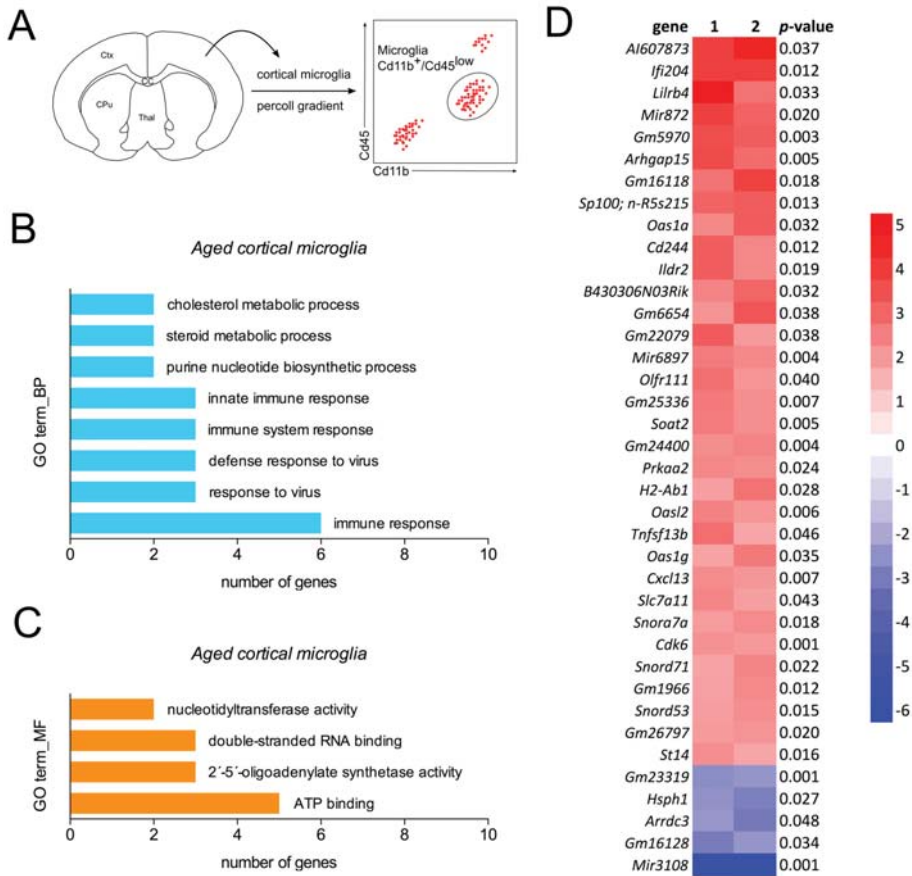 A
Ctx
CC
CPu
Thal
cortical microglia
percoll gradient
Microglia
Cd11b+/Cd45low
Cd45
Cd11b
B
Aged cortical microglia
GO term_BP
cholesterol metabolic process
steroid metabolic process
purine nucleotide biosynthetic process
innate immune response
immune system response
defense response to virus
response to virus
immune response
0 2 4 6 8 10
number of genes
C
Aged cortical microglia
GO term_MF
nucleotidyltransferase activity
double-stranded RNA binding
2´-5´-oligoadenylate synthetase activity
ATP binding
0 2 4 6 8 10
number of genes
D
gene 1 2 p-value
AI607873 0.037
Ifi204 0.012
Lilrb4 0.033
Mir872 0.020
Gm5970 0.003
Arhgap15 0.005
Gm16118 0.018
Sp100; n-R5s215 0.013
Oas1a 0.032
Cd244 0.012
Ildr2 0.019
B430306N03Rik 0.032
Gm6654 0.038
Gm22079 0.038
Mir6897 0.004
Olfr111 0.040
Gm25336 0.007
Soat2 0.005
Gm24400 0.004
Prkaa2 0.024
H2-Ab1 0.028
Oasl2 0.006
Tnfsf13b 0.046
Oas1g 0.035
Cxcl13 0.007
Slc7a11 0.043
Snora7a 0.018
Cdk6 0.001
Snord71 0.022
Gm1966 0.012
Snord53 0.015
Gm26797 0.020
St14 0.016
Gm23319 0.001
Hsph1 0.027
Arrdc3 0.048
Gm16128 0.034
Mir3108 0.001
5
4
3
2
1
0
-1
-2
-3
-4
-5
-6